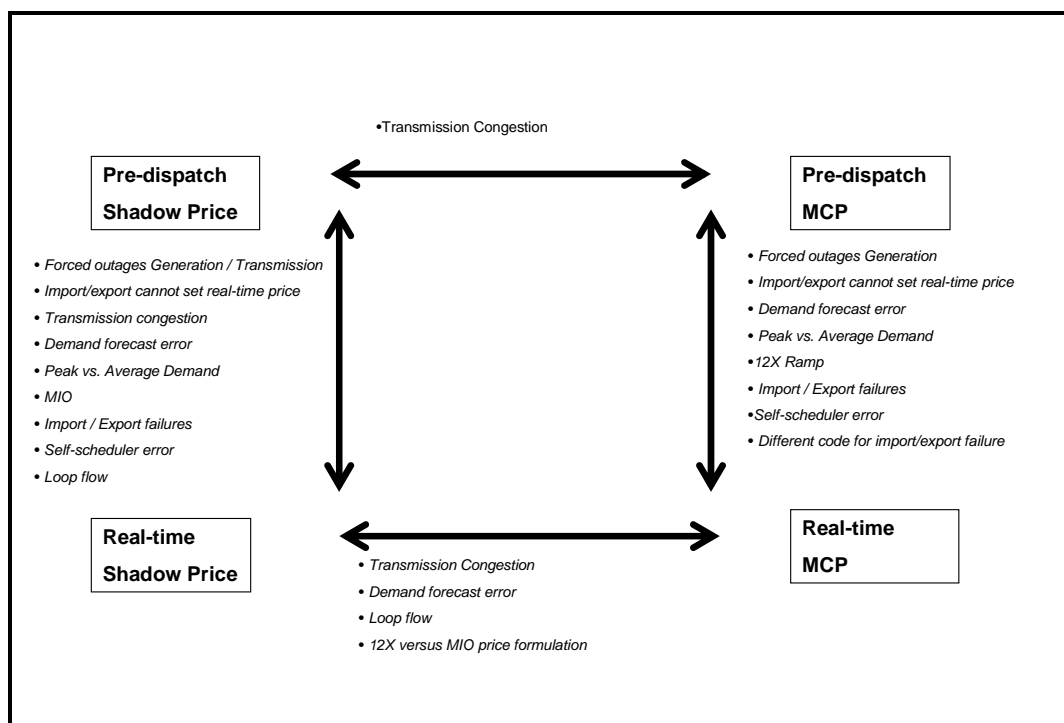 •Transmission Congestion
Pre-dispatch
Shadow Price
Pre-dispatch
MCP
• Forced outages Generation / Transmission
• Import/export cannot set real-time price
• Transmission congestion
• Demand forecast error
• Peak vs. Average Demand
• MIO
• Import / Export failures
• Self-scheduler error
• Loop flow
• Forced outages Generation
• Import/export cannot set real-time price
• Demand forecast error
• Peak vs. Average Demand
•12X Ramp
• Import / Export failures
•Self-scheduler error
• Different code for import/export failure
Real-time
Shadow Price
Real-time
MCP
• Transmission Congestion
• Demand forecast error
• Loop flow
• 12X versus MIO price formulation